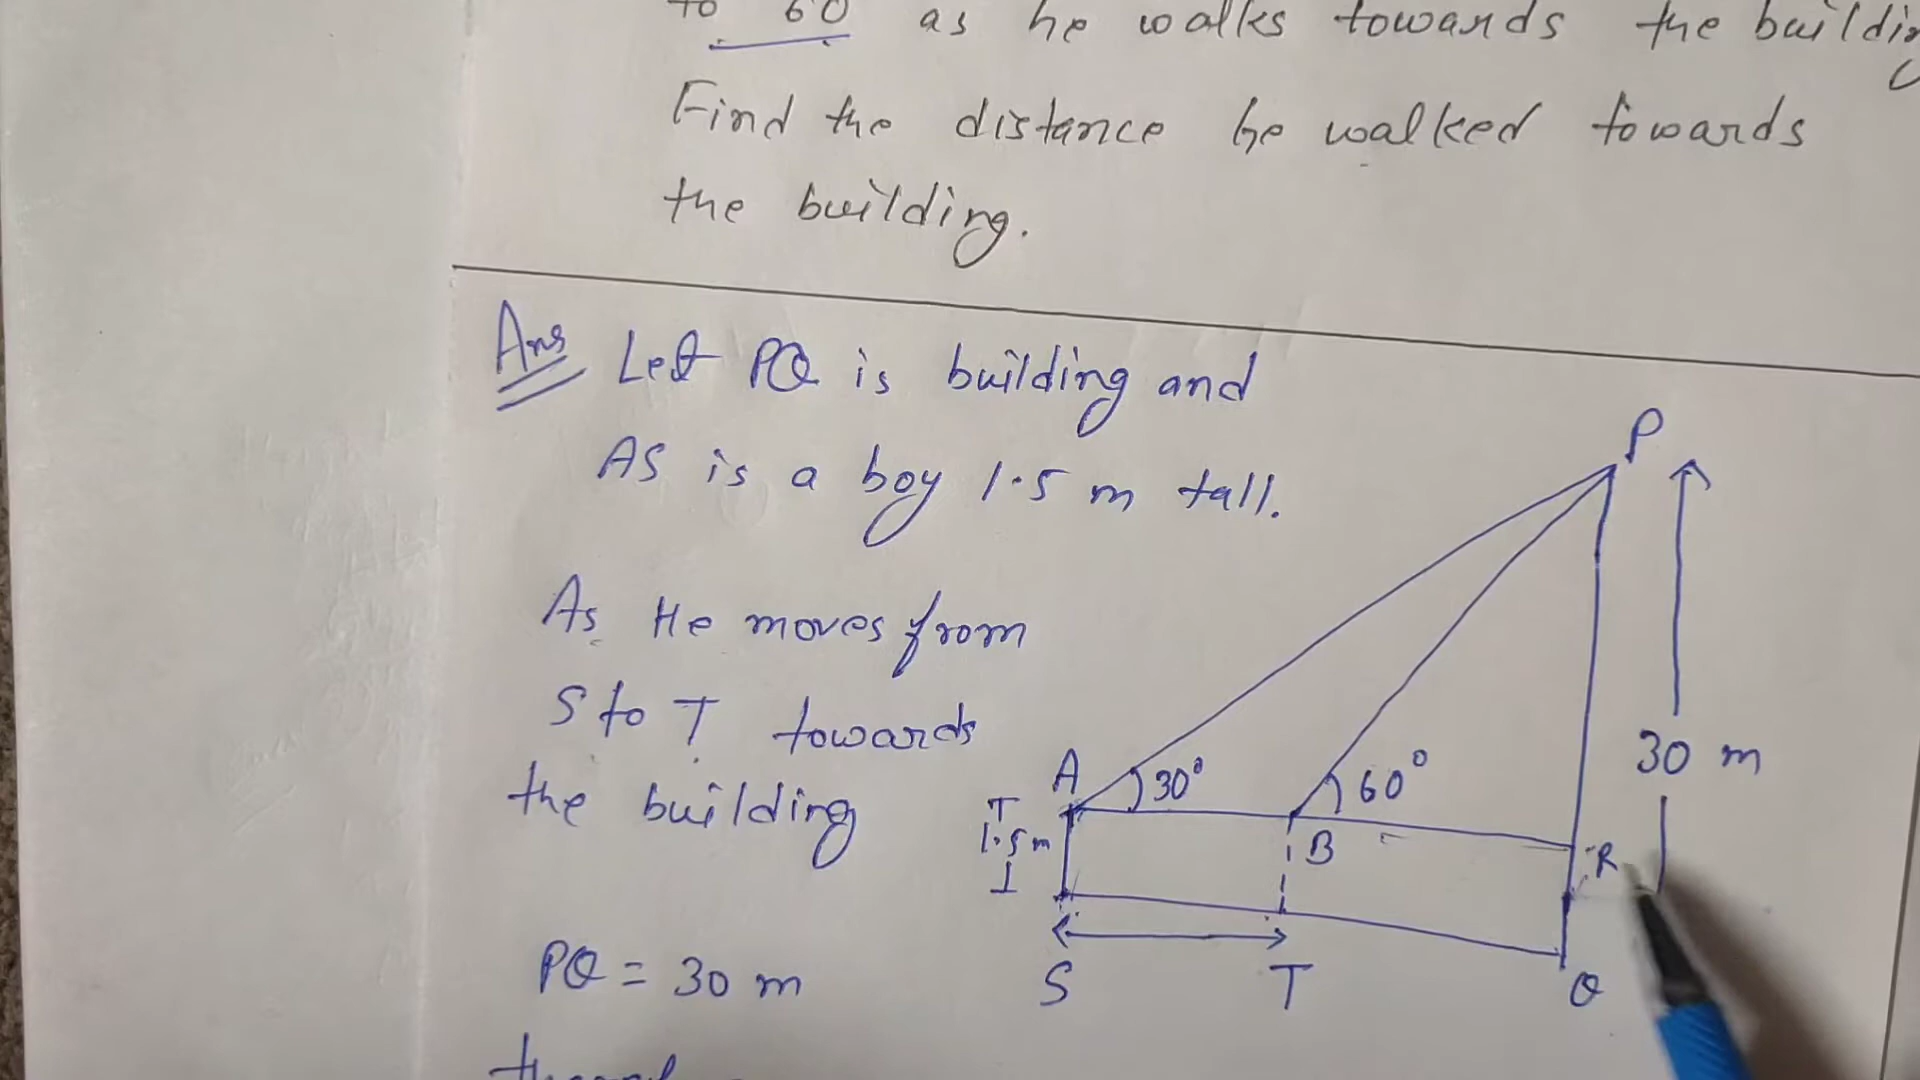 to 60 as he walks towards the buildin
Find the distance he walked towards
the building.
Ans Let PQ is building and
AS is a boy 1.5 m tall.
As He moves from
S to T towards
the building
PQ = 30 m
P
30 m
A 30° 60°
1.5 m
B
R
S T Q